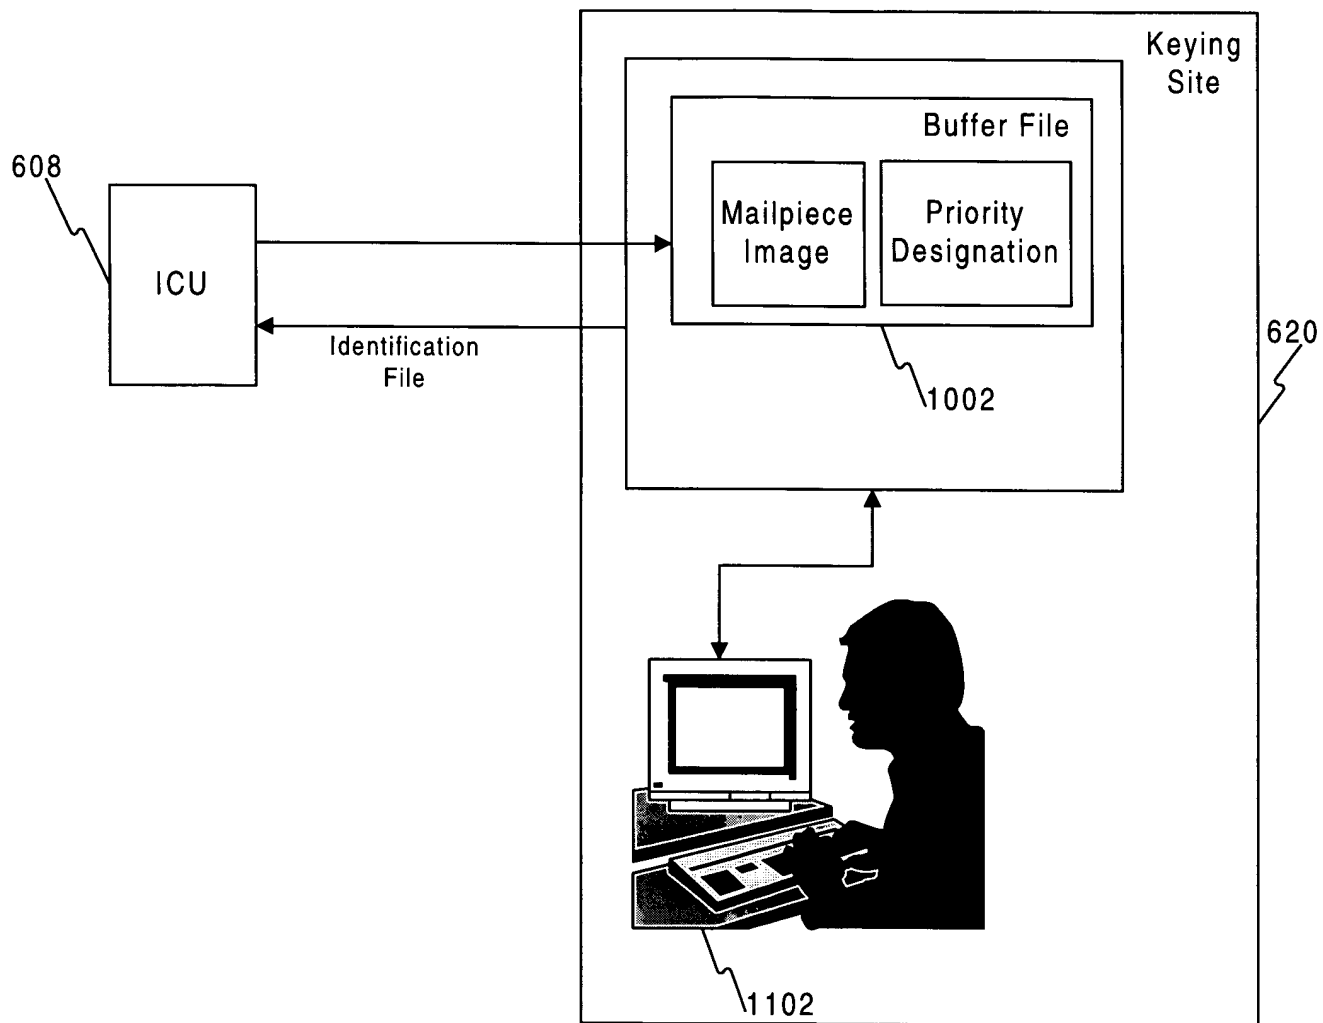 Keying
Site
Buffer File
608
Mailpiece
Image
Priority
Designation
ICU
620
Identification
File
1002
1102